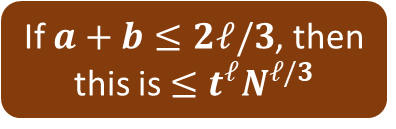 If a + b ≤ 2ℓ/3, then
this is ≤ t^ℓ N^ℓ/3